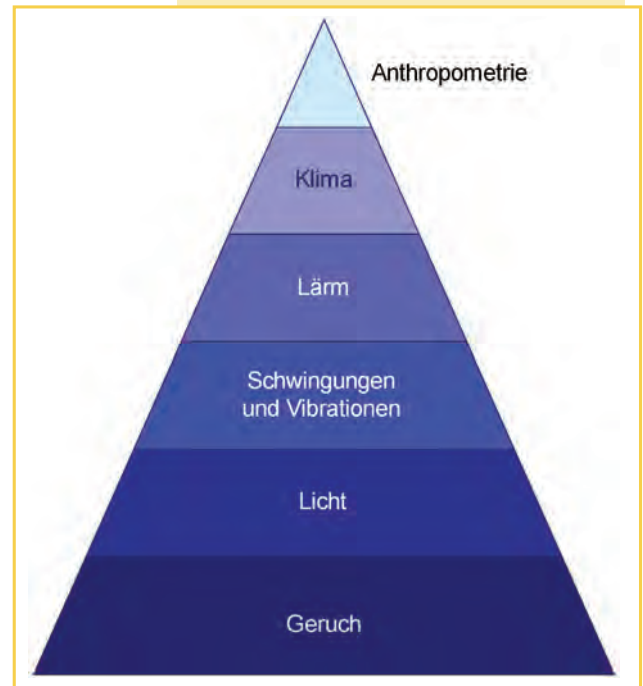 Anthropometrie
Klima
Lärm
Schwingungen
und Vibrationen
Licht
Geruch